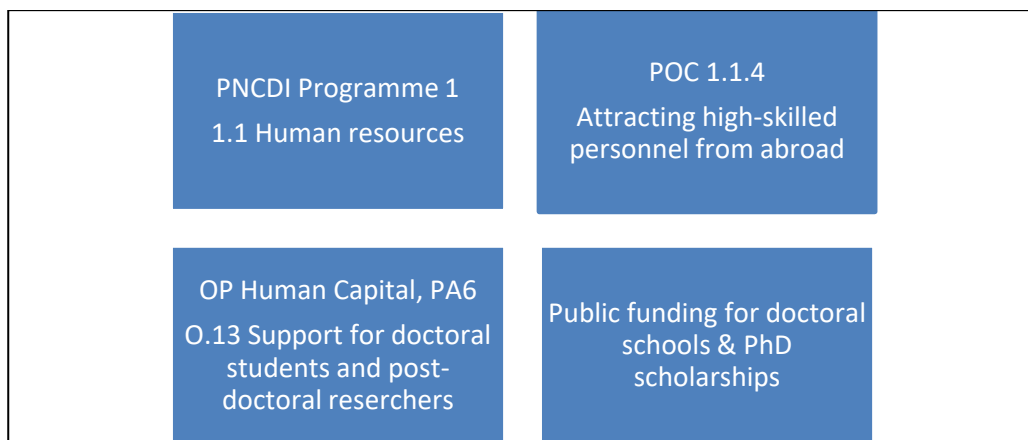 PNCDI Programme 1
1.1 Human resources
POC 1.1.4
Attracting high-skilled
personnel from abroad
OP Human Capital, PA6
O.13 Support for doctoral
students and post-
doctoral reserchers
Public funding for doctoral
schools & PhD
scholarships